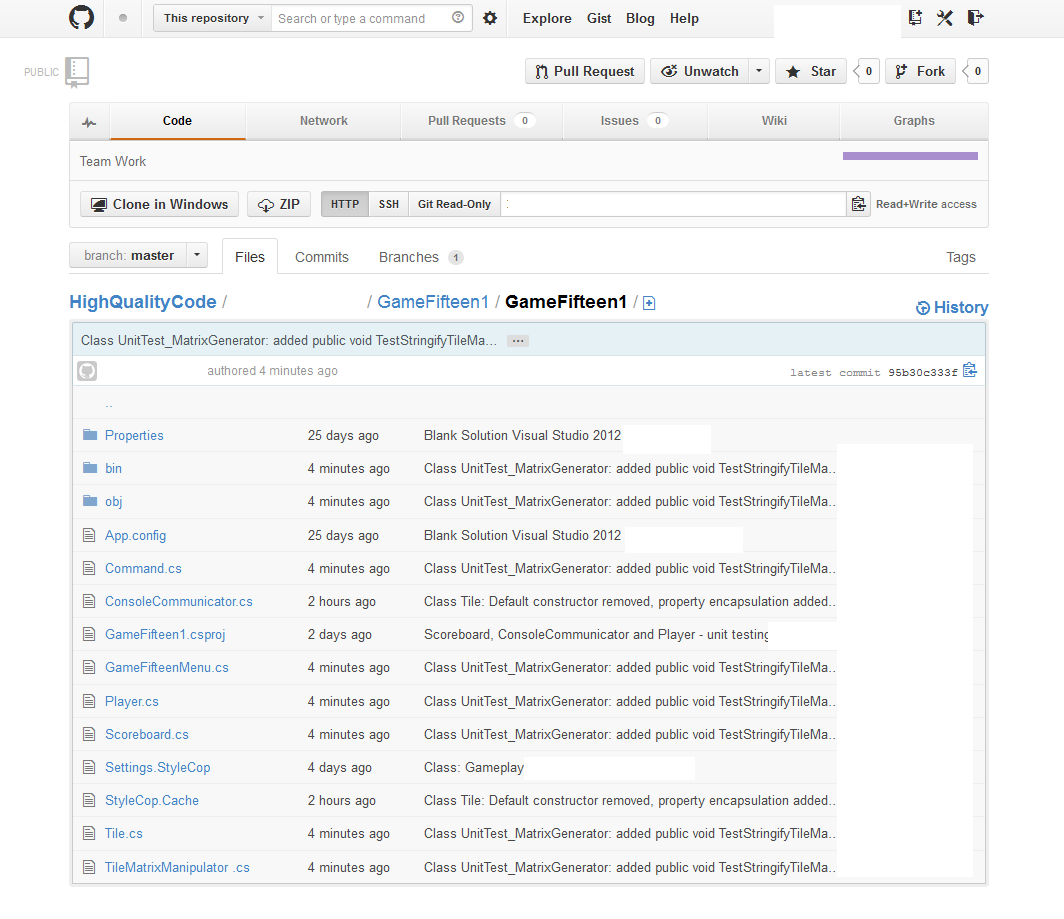 This repository Search or type a command Explore Gist Blog Help
PUBLIC Pull Request Unwatch Star 0 Fork 0
Code Network Pull Requests 0 Issues 0 Wiki Graphs
Team Work
Clone in Windows ZIP HTTP SSH Git Read-Only Read+Write access
branch: master Files Commits Branches 1 Tags
HighQualityCode / / GameFifteen1 / GameFifteen1 / History
Class UnitTest_MatrixGenerator: added public void TestStringifyTileMa... ...
authored 4 minutes ago latest commit 95b30c333f
..
Properties 25 days ago Blank Solution Visual Studio 2012
bin 4 minutes ago Class UnitTest_MatrixGenerator: added public void TestStringifyTileMa..
obj 4 minutes ago Class UnitTest_MatrixGenerator: added public void TestStringifyTileMa..
App.config 25 days ago Blank Solution Visual Studio 2012
Command.cs 4 minutes ago Class UnitTest_MatrixGenerator: added public void TestStringifyTileMa..
ConsoleCommunicator.cs 2 hours ago Class Tile: Default constructor removed, property encapsulation added..
GameFifteen1.csproj 2 days ago Scoreboard, ConsoleCommunicator and Player - unit testing
GameFifteenMenu.cs 4 minutes ago Class UnitTest_MatrixGenerator: added public void TestStringifyTileMa..
Player.cs 4 minutes ago Class UnitTest_MatrixGenerator: added public void TestStringifyTileMa..
Scoreboard.cs 4 minutes ago Class UnitTest_MatrixGenerator: added public void TestStringifyTileMa..
Settings.StyleCop 4 days ago Class: Gameplay
StyleCop.Cache 2 hours ago Class Tile: Default constructor removed, property encapsulation added..
Tile.cs 4 minutes ago Class UnitTest_MatrixGenerator: added public void TestStringifyTileMa..
TileMatrixManipulator .cs 4 minutes ago Class UnitTest_MatrixGenerator: added public void TestStringifyTileMa..